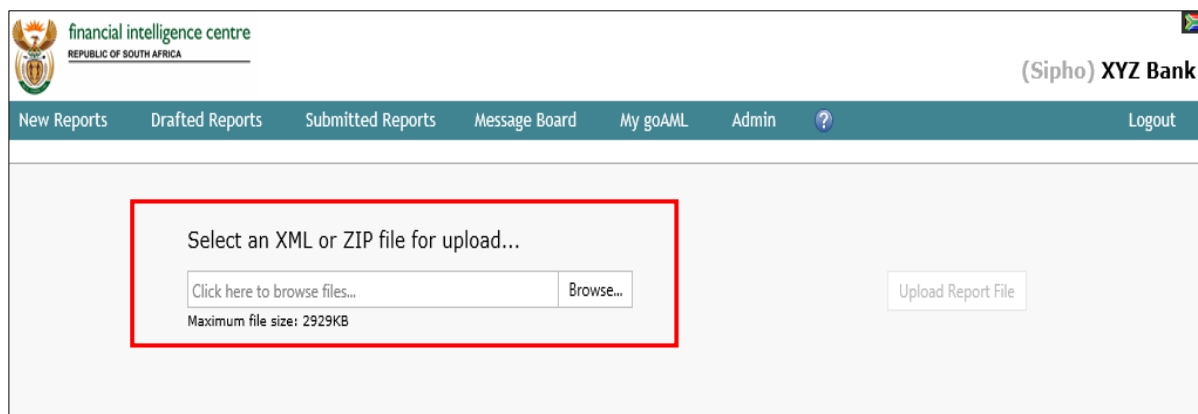 financial intelligence centre
REPUBLIC OF SOUTH AFRICA
(Sipho) XYZ Bank
New Reports Drafted Reports Submitted Reports Message Board My goAML Admin ? Logout
Select an XML or ZIP file for upload...
Click here to browse files... Browse... Upload Report File
Maximum file size: 2929KB